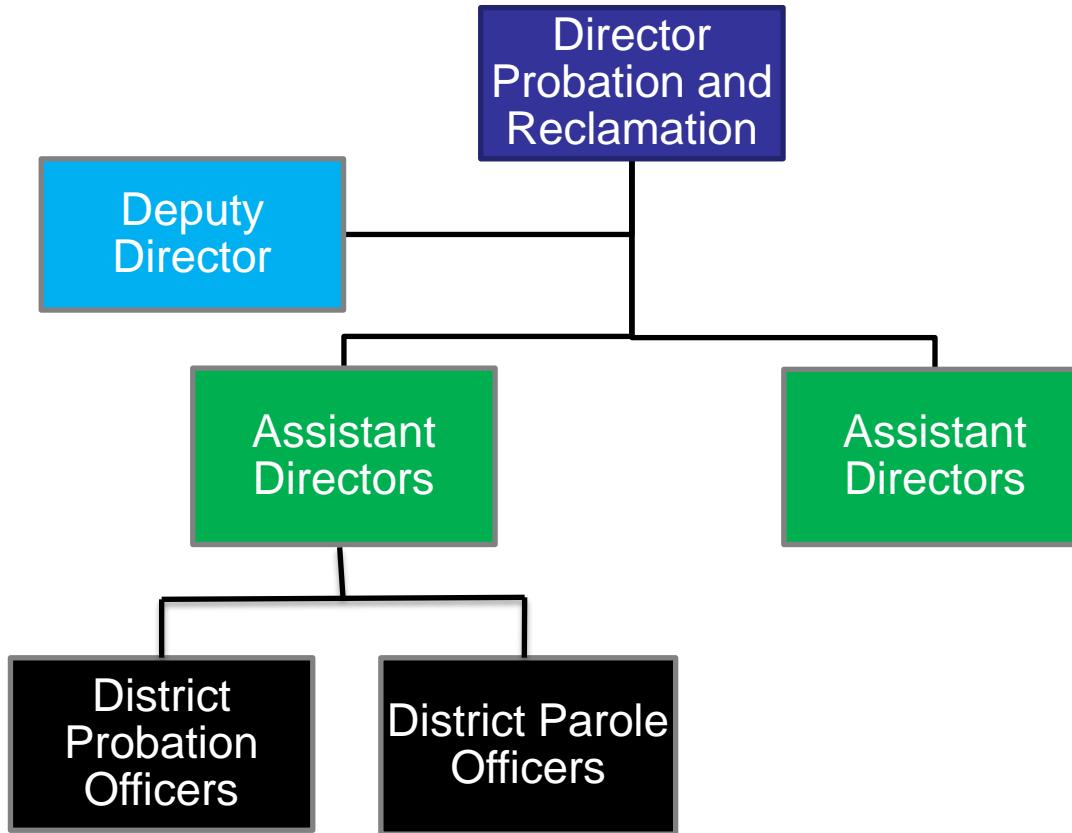 Director
Probation and
Reclamation
Deputy
Director
Assistant
Directors
Assistant
Directors
District
Probation
Officers
District Parole
Officers